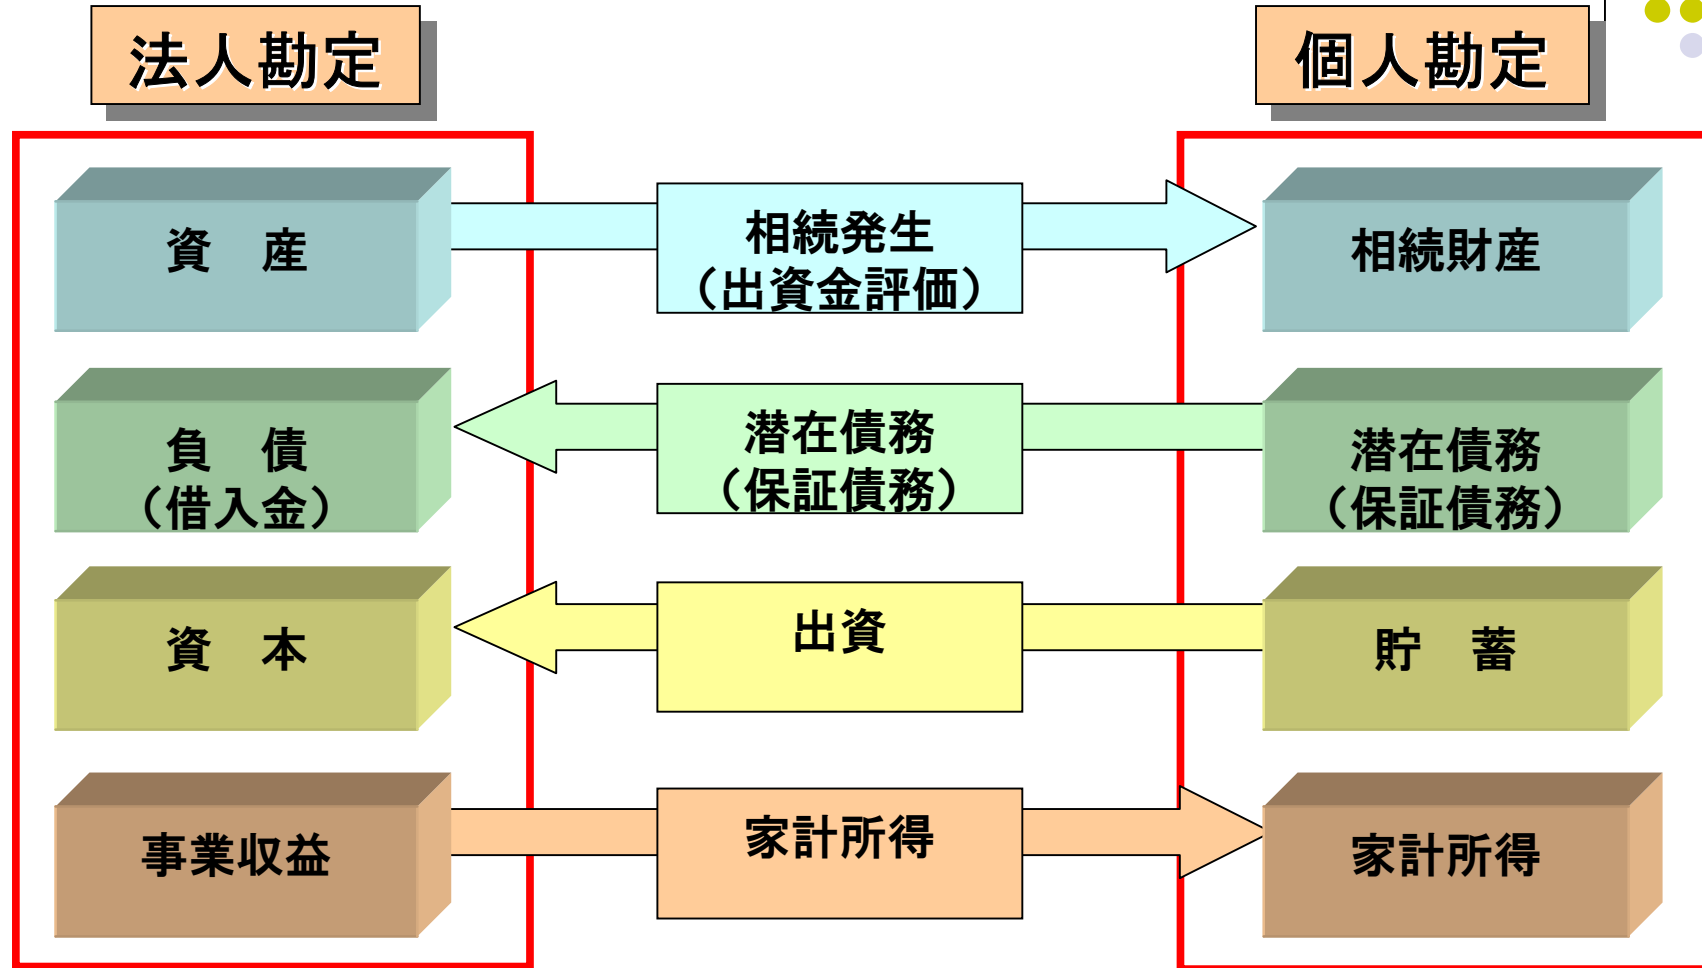 法人勘定
個人勘定
資　産
相続発生
（出資金評価）
相続財産
負　債
（借入金）
潜在債務
（保証債務）
潜在債務
（保証債務）
資　本
出資
貯　蓄
事業収益
家計所得
家計所得